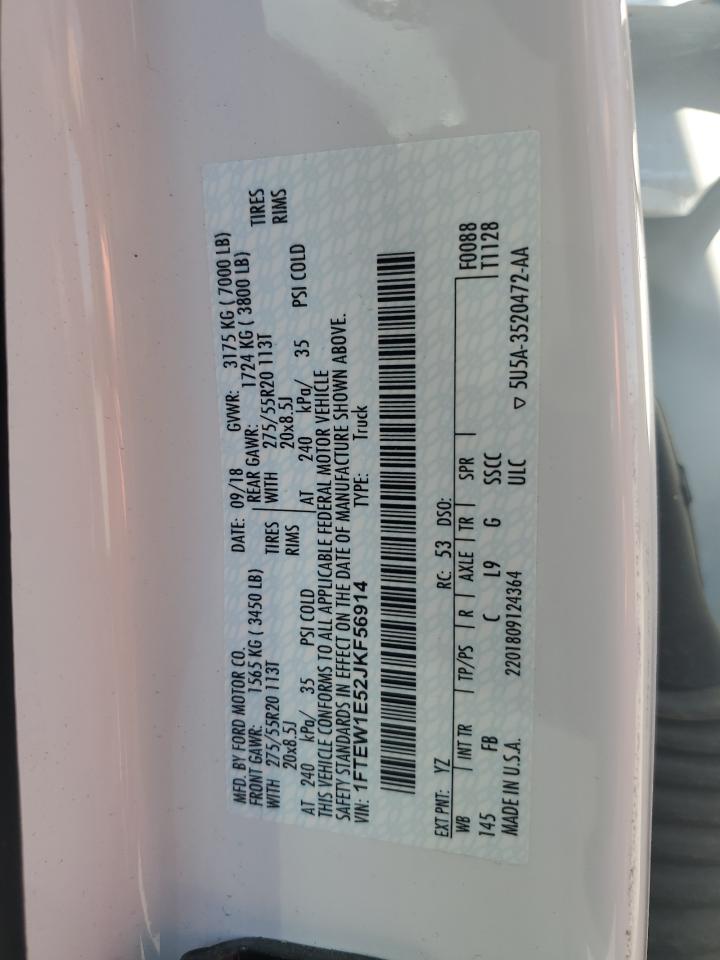 MFD. BY FORD MOTOR CO.
DATE: 09/18 GVWR: 3175 KG ( 7000 LB)
FRONT GAWR: 1565 KG ( 3450 LB) REAR GAWR: 1724 KG ( 3800 LB)
WITH 275/55R20 113T TIRES WITH 275/55R20 113T TIRES
20x8.5J RIMS 20x8.5J RIMS
AT 240 kPa/ 35 PSI COLD AT 240 kPa/ 35 PSI COLD
THIS VEHICLE CONFORMS TO ALL APPLICABLE FEDERAL MOTOR VEHICLE
SAFETY STANDARDS IN EFFECT ON THE DATE OF MANUFACTURE SHOWN ABOVE.
VIN: 1FTEW1E52JKF56914 TYPE: Truck
EXT PNT: YZ RC: 53 DSO:
WB INT TR TP/PS R AXLE TR SPR F0088
145 FB C L9 G SSCC T1128
MADE IN U.S.A. 2201809124364 ULC ▽ 5U5A-3520472-AA